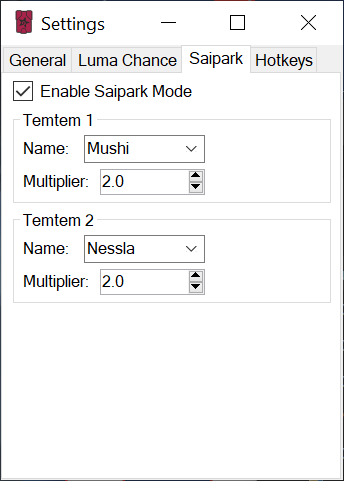 Settings
General Luma Chance Saipark Hotkeys
Enable Saipark Mode
Temtem 1
Name: Mushi
Multiplier: 2.0
Temtem 2
Name: Nessla
Multiplier: 2.0